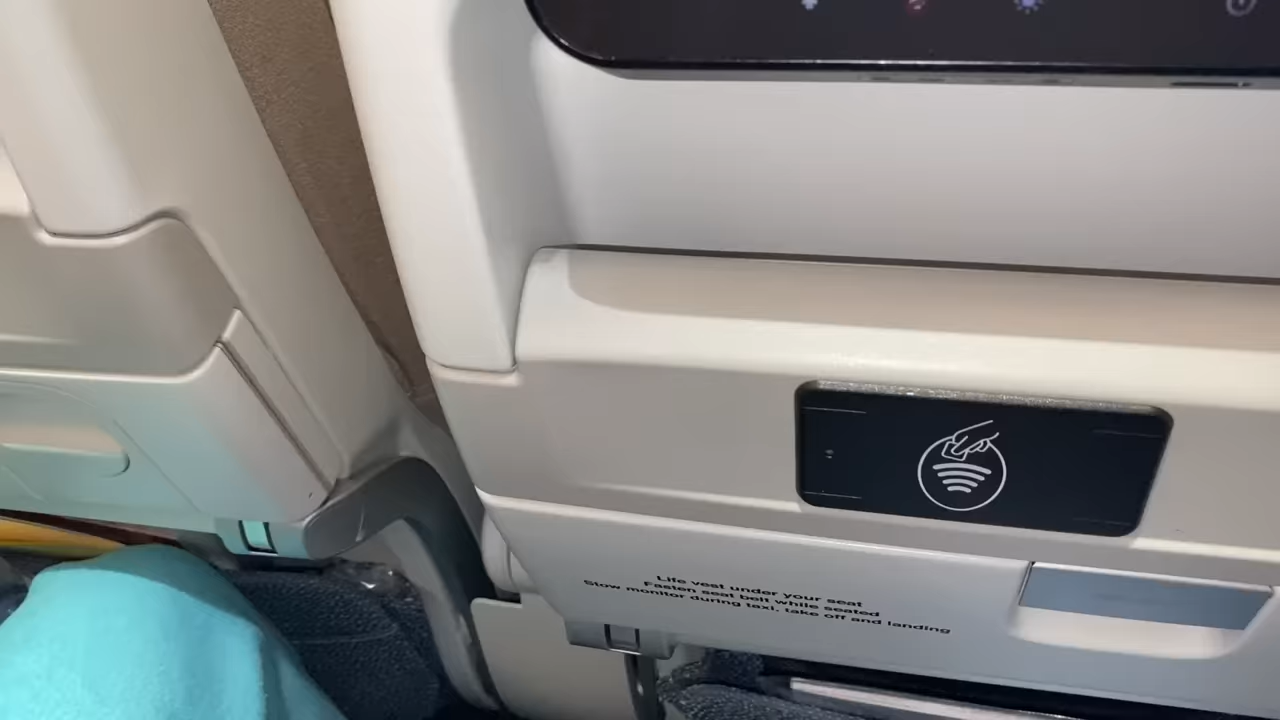 Life vest under your seat
Fasten seat belt while seated
Stow monitor during taxi, take off and landing